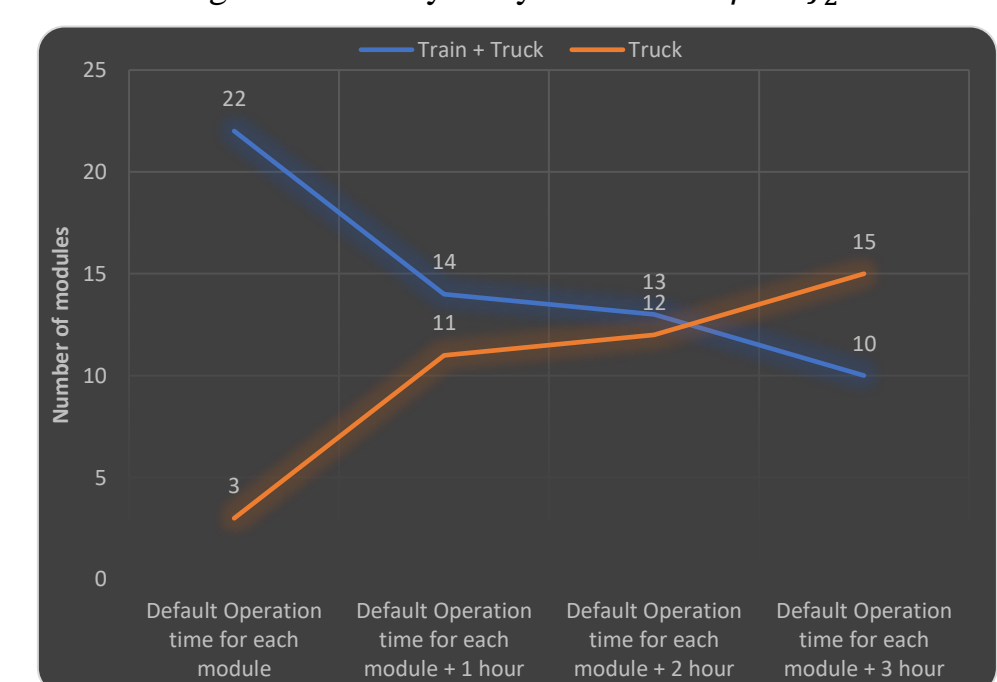 Train + Truck
Truck
25
20
15
10
5
0
Number of modules
22
14
13
10
3
11
12
15
Default Operation
time for each
module
Default Operation
time for each
module + 1 hour
Default Operation
time for each
module + 2 hour
Default Operation
time for each
module + 3 hour